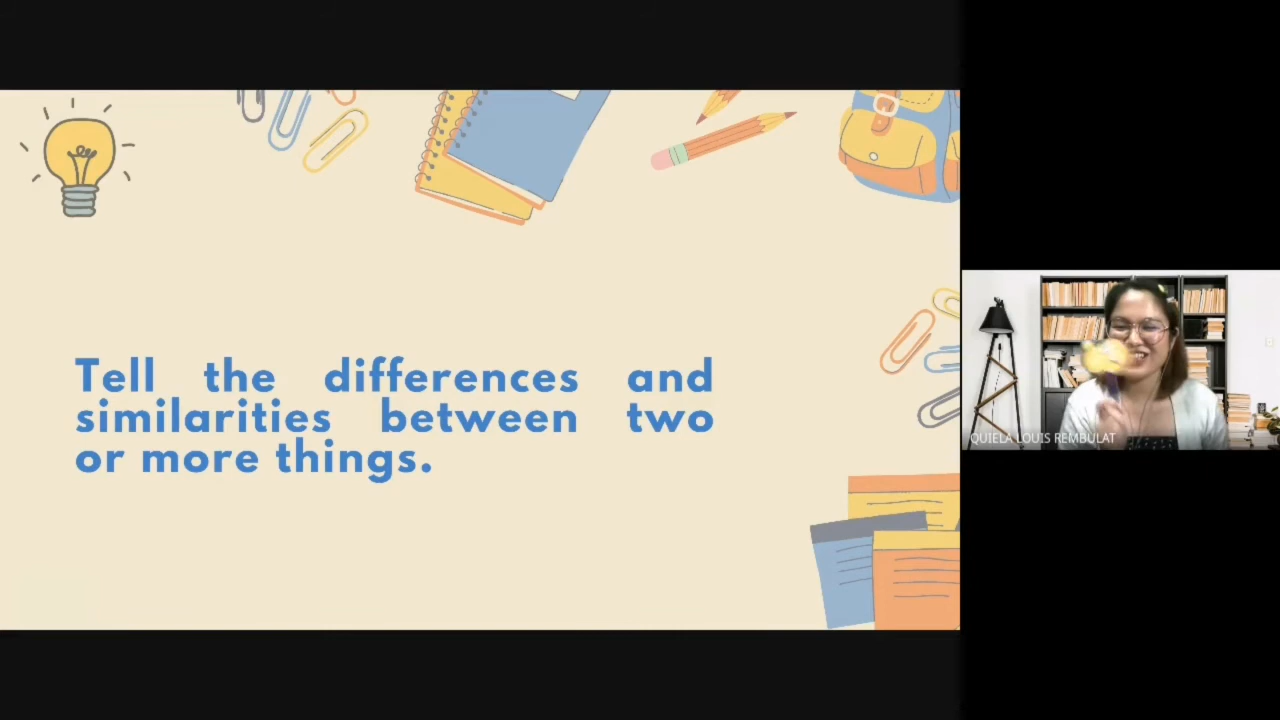 Tell the differences and
similarities between two
or more things.
QUIELA LOUIS REMBULAT